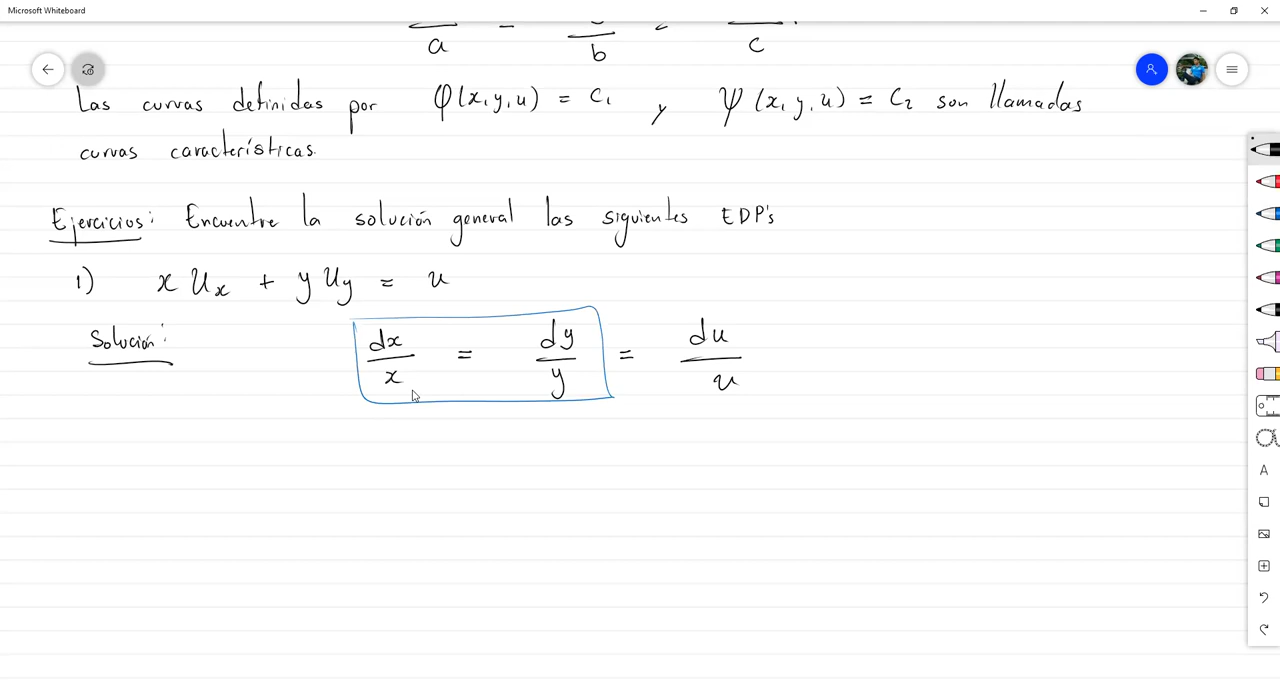 Microsoft Whiteboard
a = b = c
Las curvas definidas por φ(x,y,u) = C₁ y ψ(x,y,u) = C₂ son llamadas
curvas características.
Ejercicios: Encuentre la solución general las siguientes EDP's
1) x Uₓ + y Uᵧ = u
Solución: dx/x = dy/y = du/u
A